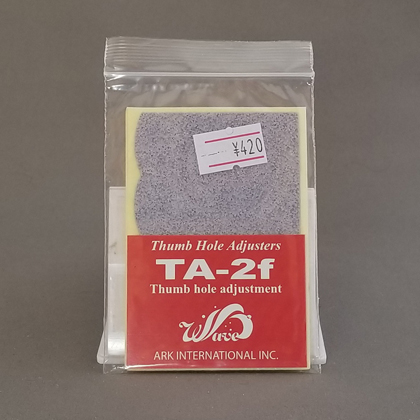 ¥420
Thumb Hole Adjusters
TA-2f
Thumb hole adjustment
Wave
ARK INTERNATIONAL INC.